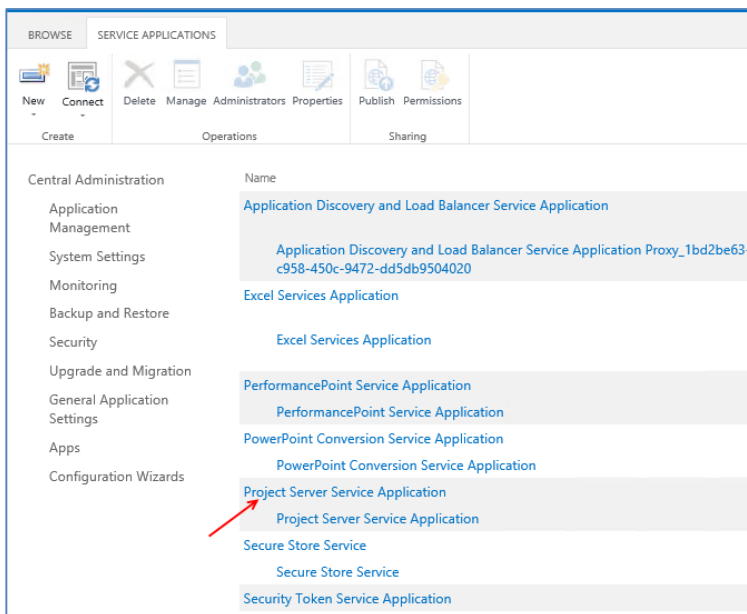 BROWSE SERVICE APPLICATIONS
New Connect Delete Manage Administrators Properties Publish Permissions
Create Operations Sharing
Central Administration
Application
Management
System Settings
Monitoring
Backup and Restore
Security
Upgrade and Migration
General Application
Settings
Apps
Configuration Wizards
Name
Application Discovery and Load Balancer Service Application
Application Discovery and Load Balancer Service Application Proxy_1bd2be63-
c958-450c-9472-dd5db9504020
Excel Services Application
Excel Services Application
PerformancePoint Service Application
PerformancePoint Service Application
PowerPoint Conversion Service Application
PowerPoint Conversion Service Application
Project Server Service Application
Project Server Service Application
Secure Store Service
Secure Store Service
Security Token Service Application